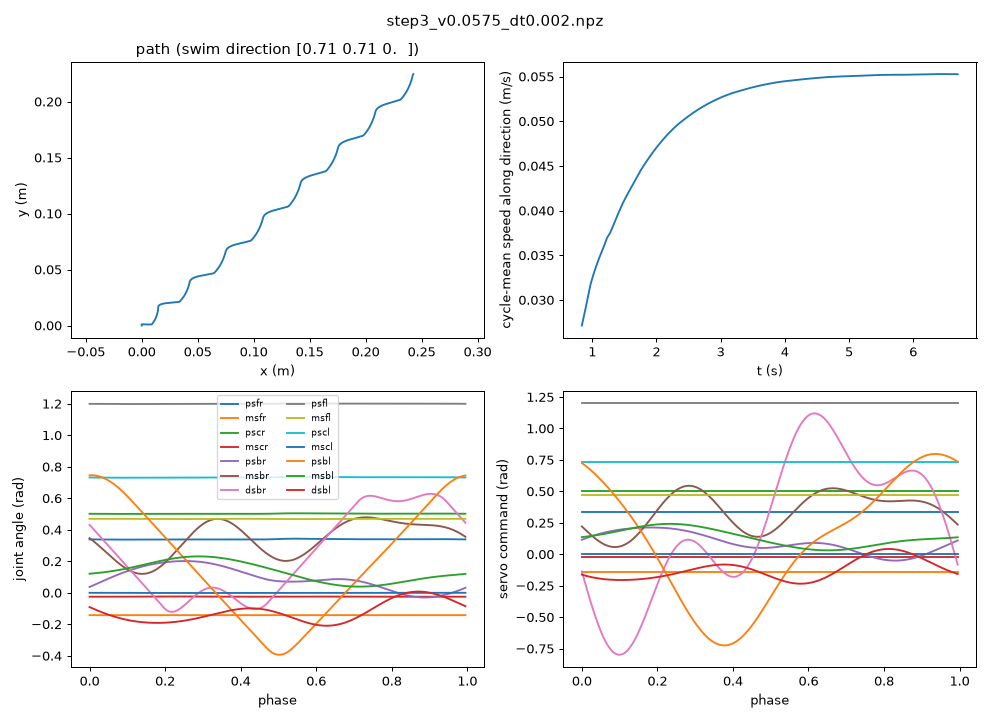 step3_v0.0575_dt0.002.npz
path (swim direction [0.71 0.71 0.  ])
0.20
0.15
0.10
0.05
0.00
y (m)
−0.05 0.00 0.05 0.10 0.15 0.20 0.25 0.30
x (m)
0.055
0.050
0.045
0.040
0.035
0.030
cycle-mean speed along direction (m/s)
1 2 3 4 5 6
t (s)
1.2
1.0
0.8
0.6
0.4
0.2
0.0
−0.2
−0.4
joint angle (rad)
psfr psfl
msfr msfl
pscr pscl
mscr mscl
psbr psbl
msbr msbl
dsbr dsbl
0.0 0.2 0.4 0.6 0.8 1.0
phase
1.25
1.00
0.75
0.50
0.25
0.00
−0.25
−0.50
−0.75
servo command (rad)
0.0 0.2 0.4 0.6 0.8 1.0
phase